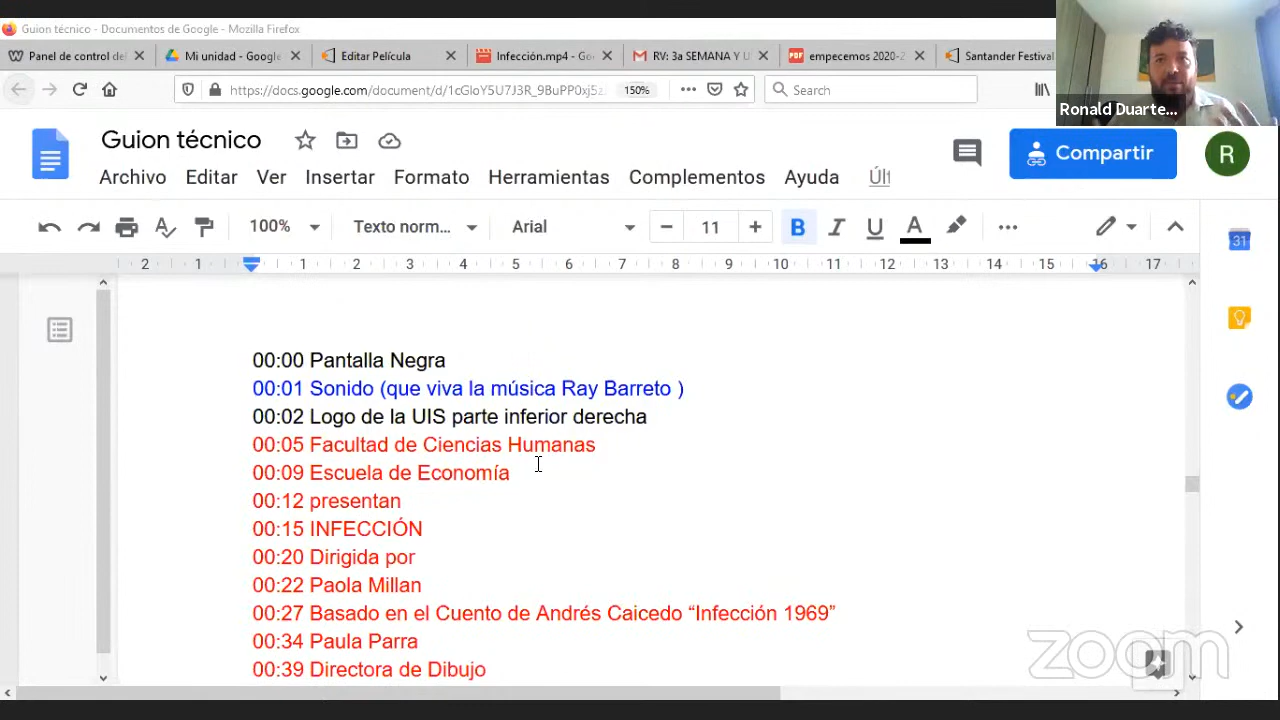 Guion técnico - Documentos de Google - Mozilla Firefox
Panel de control de
Mi unidad - Google
Editar Película
Infección.mp4 - Go
RV: 3a SEMANA Y U
empecemos 2020-2
Santander Festival
https://docs.google.com/document/d/1cGloY5U7J3R_9BuPP0xj5z
150%
Search
Ronald Duarte...
Guion técnico
Compartir
R
Archivo Editar Ver Insertar Formato Herramientas Complementos Ayuda Últ
100% Texto norm... Arial 11 B I U A
31
2 1 1 2 3 4 5 6 7 8 9 10 11 12 13 14 15 16 17
00:00 Pantalla Negra
00:01 Sonido (que viva la música Ray Barreto )
00:02 Logo de la UIS parte inferior derecha
00:05 Facultad de Ciencias Humanas
00:09 Escuela de Economía
00:12 presentan
00:15 INFECCIÓN
00:20 Dirigida por
00:22 Paola Millan
00:27 Basado en el Cuento de Andrés Caicedo “Infección 1969”
00:34 Paula Parra
00:39 Directora de Dibujo
zoom